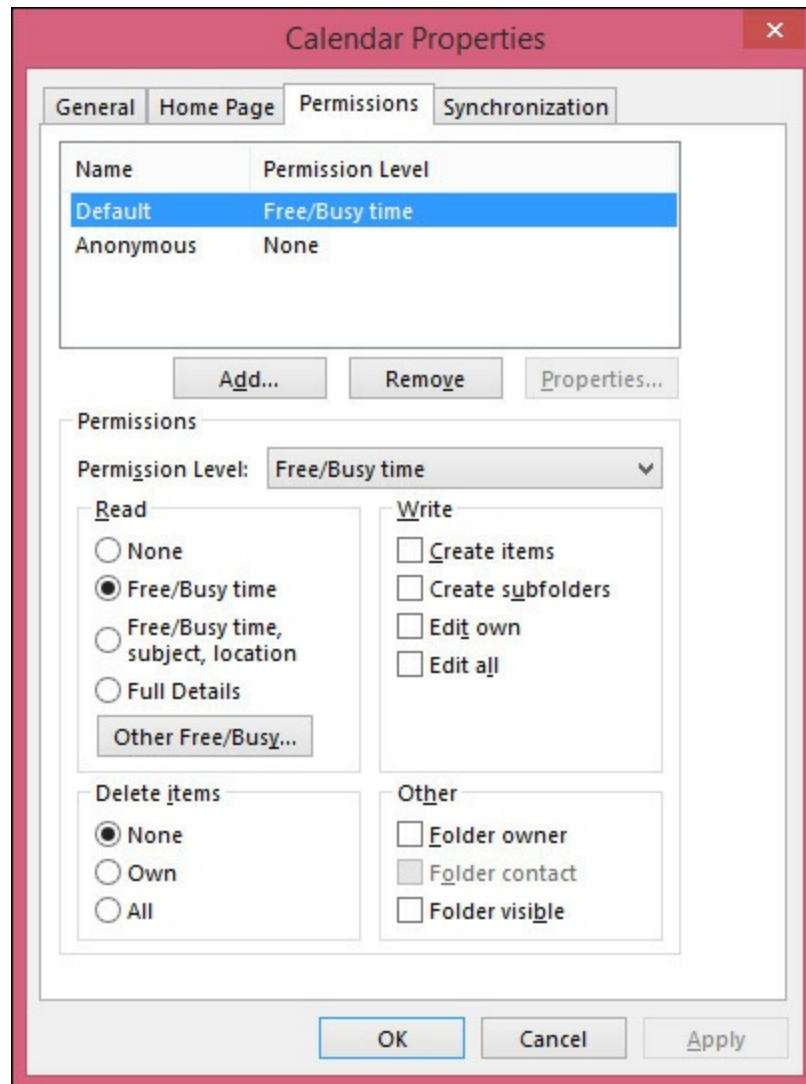 Calendar Properties
General Home Page Permissions Synchronization
Name Permission Level
Default Free/Busy time
Anonymous None
Add... Remove Properties...
Permissions
Permission Level: Free/Busy time
Read
None
Free/Busy time
Free/Busy time,
subject, location
Full Details
Other Free/Busy...
Write
Create items
Create subfolders
Edit own
Edit all
Delete items
None
Own
All
Other
Folder owner
Folder contact
Folder visible
OK Cancel Apply